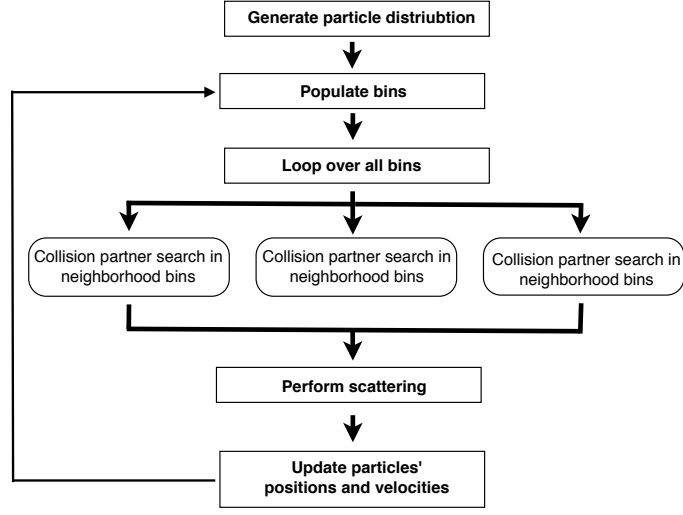 Generate particle distriubtion
Populate bins
Loop over all bins
Collision partner search in
neighborhood bins
Collision partner search in
neighborhood bins
Collision partner search in
neighborhood bins
Perform scattering
Update particles'
positions and velocities